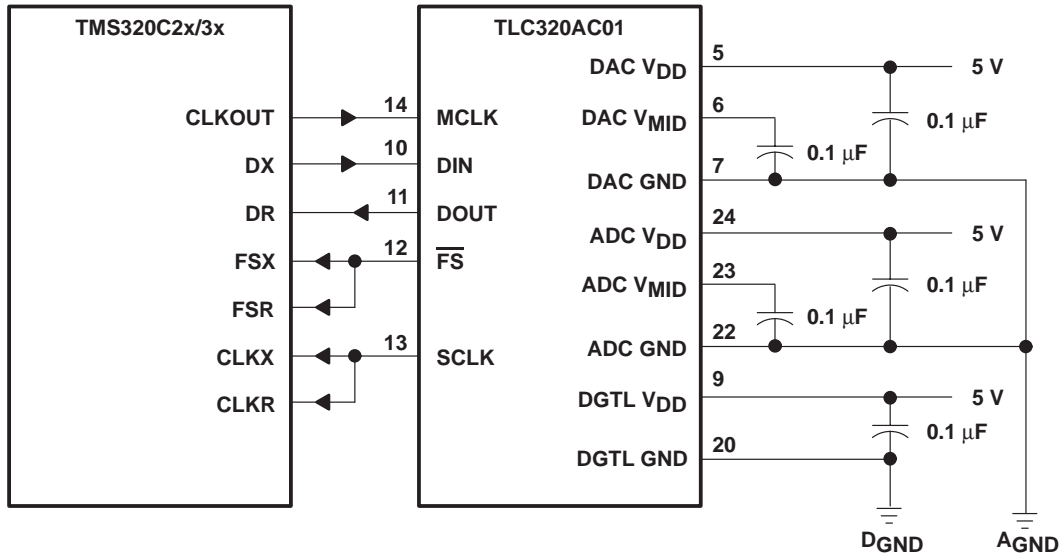 TMS320C2x/3x
CLKOUT
DX
DR
FSX
FSR
CLKX
CLKR
14
10
11
12
13
TLC320AC01
MCLK
DIN
DOUT
FS
SCLK
DAC VDD
DAC VMID
DAC GND
ADC VDD
ADC VMID
ADC GND
DGTL VDD
DGTL GND
5
6
7
24
23
22
9
20
5 V
0.1 μF
0.1 μF
5 V
0.1 μF
0.1 μF
5 V
0.1 μF
DGND
AGND